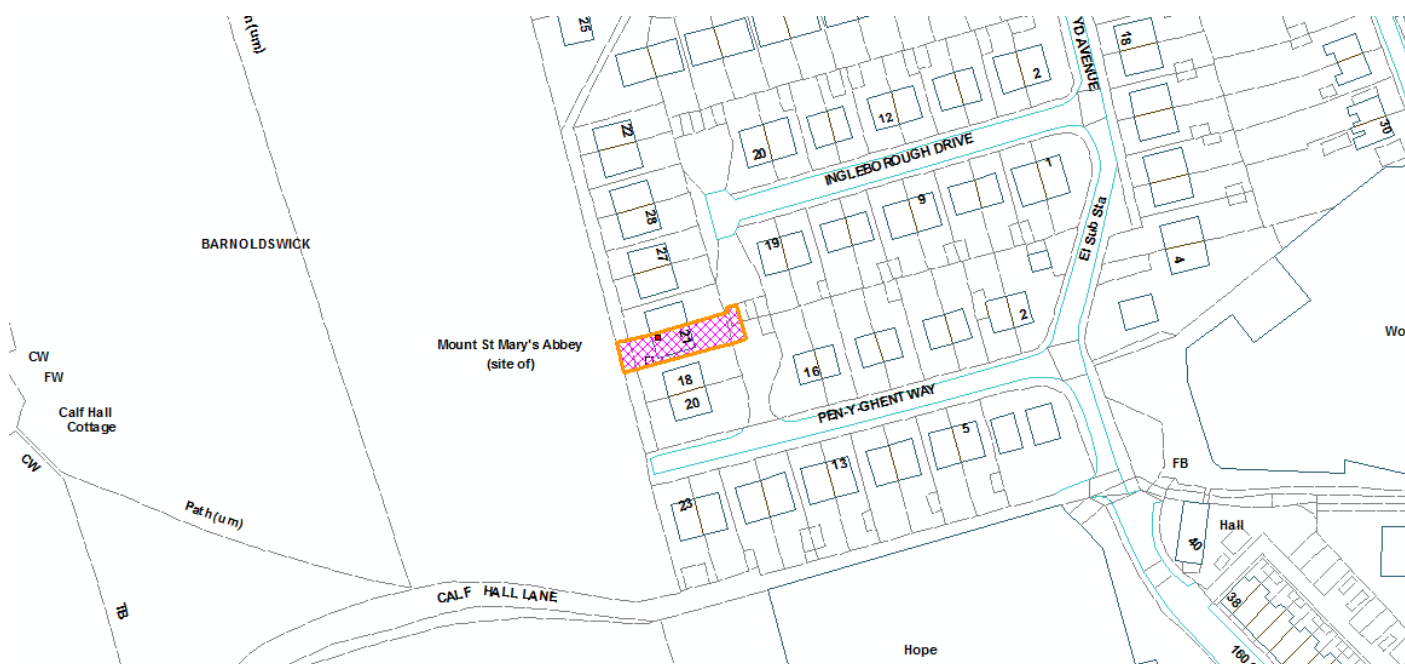 25
h (um)
YD AVENUE
18
2
30
12
22
20
INGLEBOROUGH DRIVE
1
9
28
El Sub Sta
BARNOLDSWICK
19
27
4
2
21
Wo
Mount St Mary's Abbey
(site of)
CW
FW
16
18
20
Calf Hall
Cottage
PEN-Y-GHENT WAY
5
13
CW
FB
23
Path (um)
Hall
40
CALF HALL LANE
38
TB
Hope
160